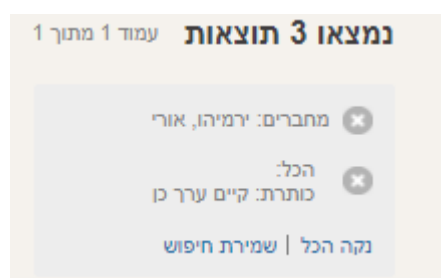 נמצאו 3 תוצאות עמוד 1 מתוך 1
מחברים: ירמיהו, אורי
הכל:
כותרת: קיים ערך כן
נקה הכל | שמירת חיפוש